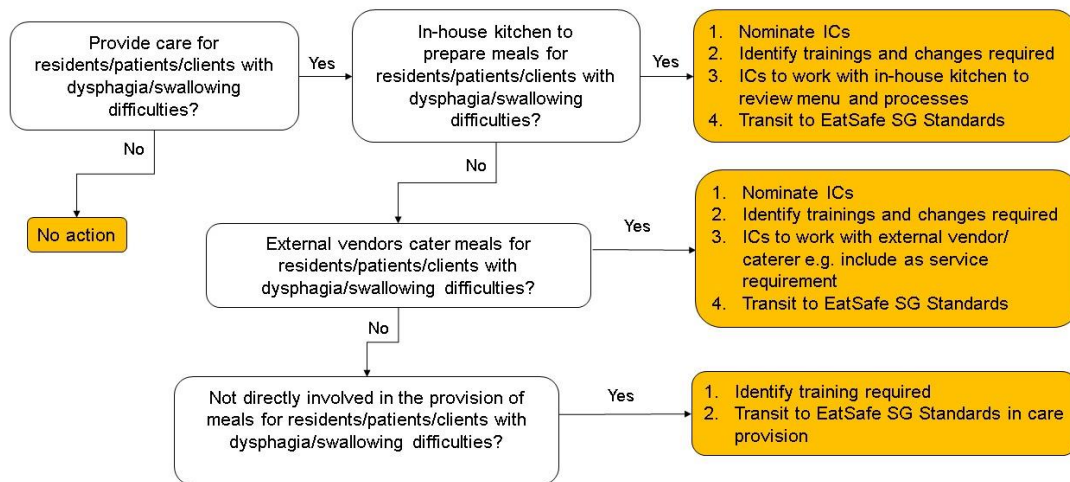 Provide care for
residents/patients/clients with
dysphagia/swallowing
difficulties?
Yes
In-house kitchen to
prepare meals for
residents/patients/clients with
dysphagia/swallowing
difficulties?
Yes
1. Nominate ICs
2. Identify trainings and changes required
3. ICs to work with in-house kitchen to
review menu and processes
4. Transit to EatSafe SG Standards
No
No action
No
External vendors cater meals for
residents/patients/clients with
dysphagia/swallowing difficulties?
Yes
1. Nominate ICs
2. Identify trainings and changes required
3. ICs to work with external vendor/
caterer e.g. include as service
requirement
4. Transit to EatSafe SG Standards
No
Not directly involved in the provision of
meals for residents/patients/clients with
dysphagia/swallowing difficulties?
Yes
1. Identify training required
2. Transit to EatSafe SG Standards in care
provision